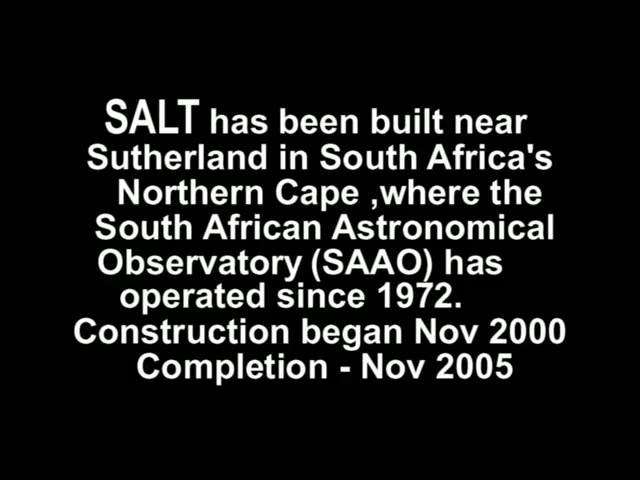 SALT has been built near
Sutherland in South Africa's
Northern Cape ,where the
South African Astronomical
Observatory (SAAO) has
operated since 1972.
Construction began Nov 2000
Completion - Nov 2005